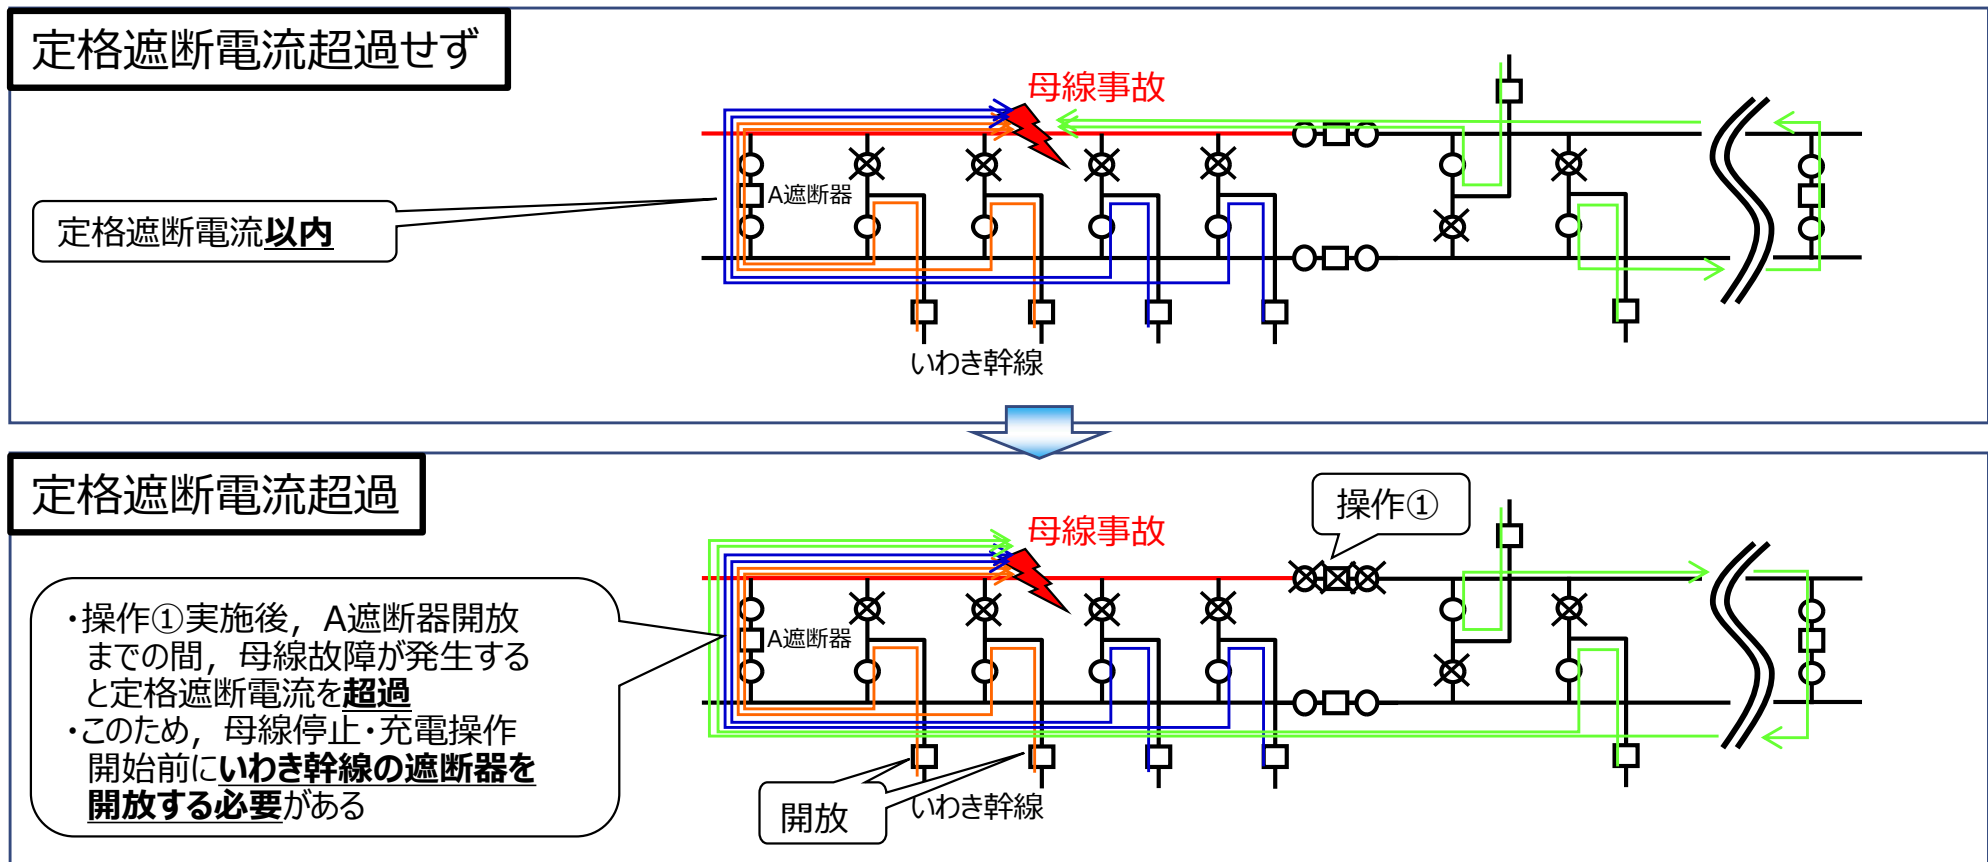 定格遮断電流超過せず
母線事故
A遮断器
定格遮断電流以内
いわき幹線
定格遮断電流超過
操作①
母線事故
A遮断器
・操作①実施後，A遮断器開放
までの間，母線故障が発生する
と定格遮断電流を超過
・このため，母線停止・充電操作
開始前にいわき幹線の遮断器を
開放する必要がある
開放
いわき幹線